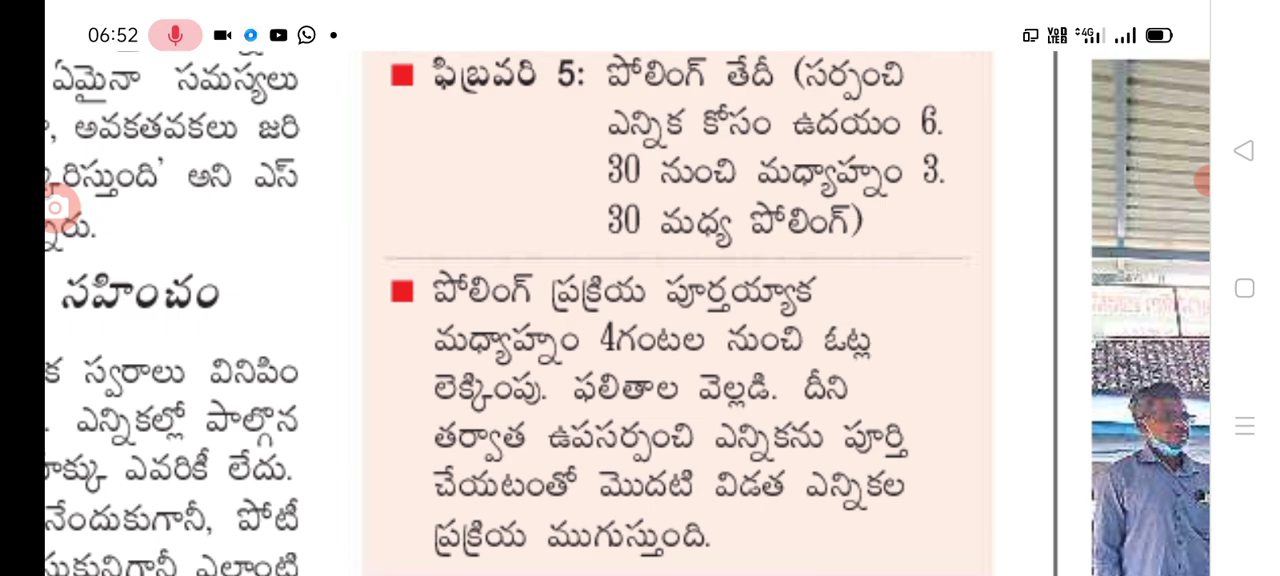 06:52
ఏమైనా సమస్యలు
అవకతవకలు జరి
రిస్తుంది' అని ఎస్
సహించం
క స్వరాలు వినిపిం
. ఎన్నికల్లో పాల్గొన
హక్కు ఎవరికీ లేదు.
నేందుకుగానీ, పోటీ
ఎలాంటి
■ ఫిబ్రవరి 5: పోలింగ్ తేదీ (సర్పంచి
ఎన్నిక కోసం ఉదయం 6.
30 నుంచి మధ్యాహ్నం 3.
30 మధ్య పోలింగ్)
■ పోలింగ్ ప్రక్రియ పూర్తయ్యాక
మధ్యాహ్నం 4గంటల నుంచి ఓట్ల
లెక్కింపు. ఫలితాల వెల్లడి. దీని
తర్వాత ఉపసర్పంచి ఎన్నికను పూర్తి
చేయటంతో మొదటి విడత ఎన్నికల
ప్రక్రియ ముగుస్తుంది.